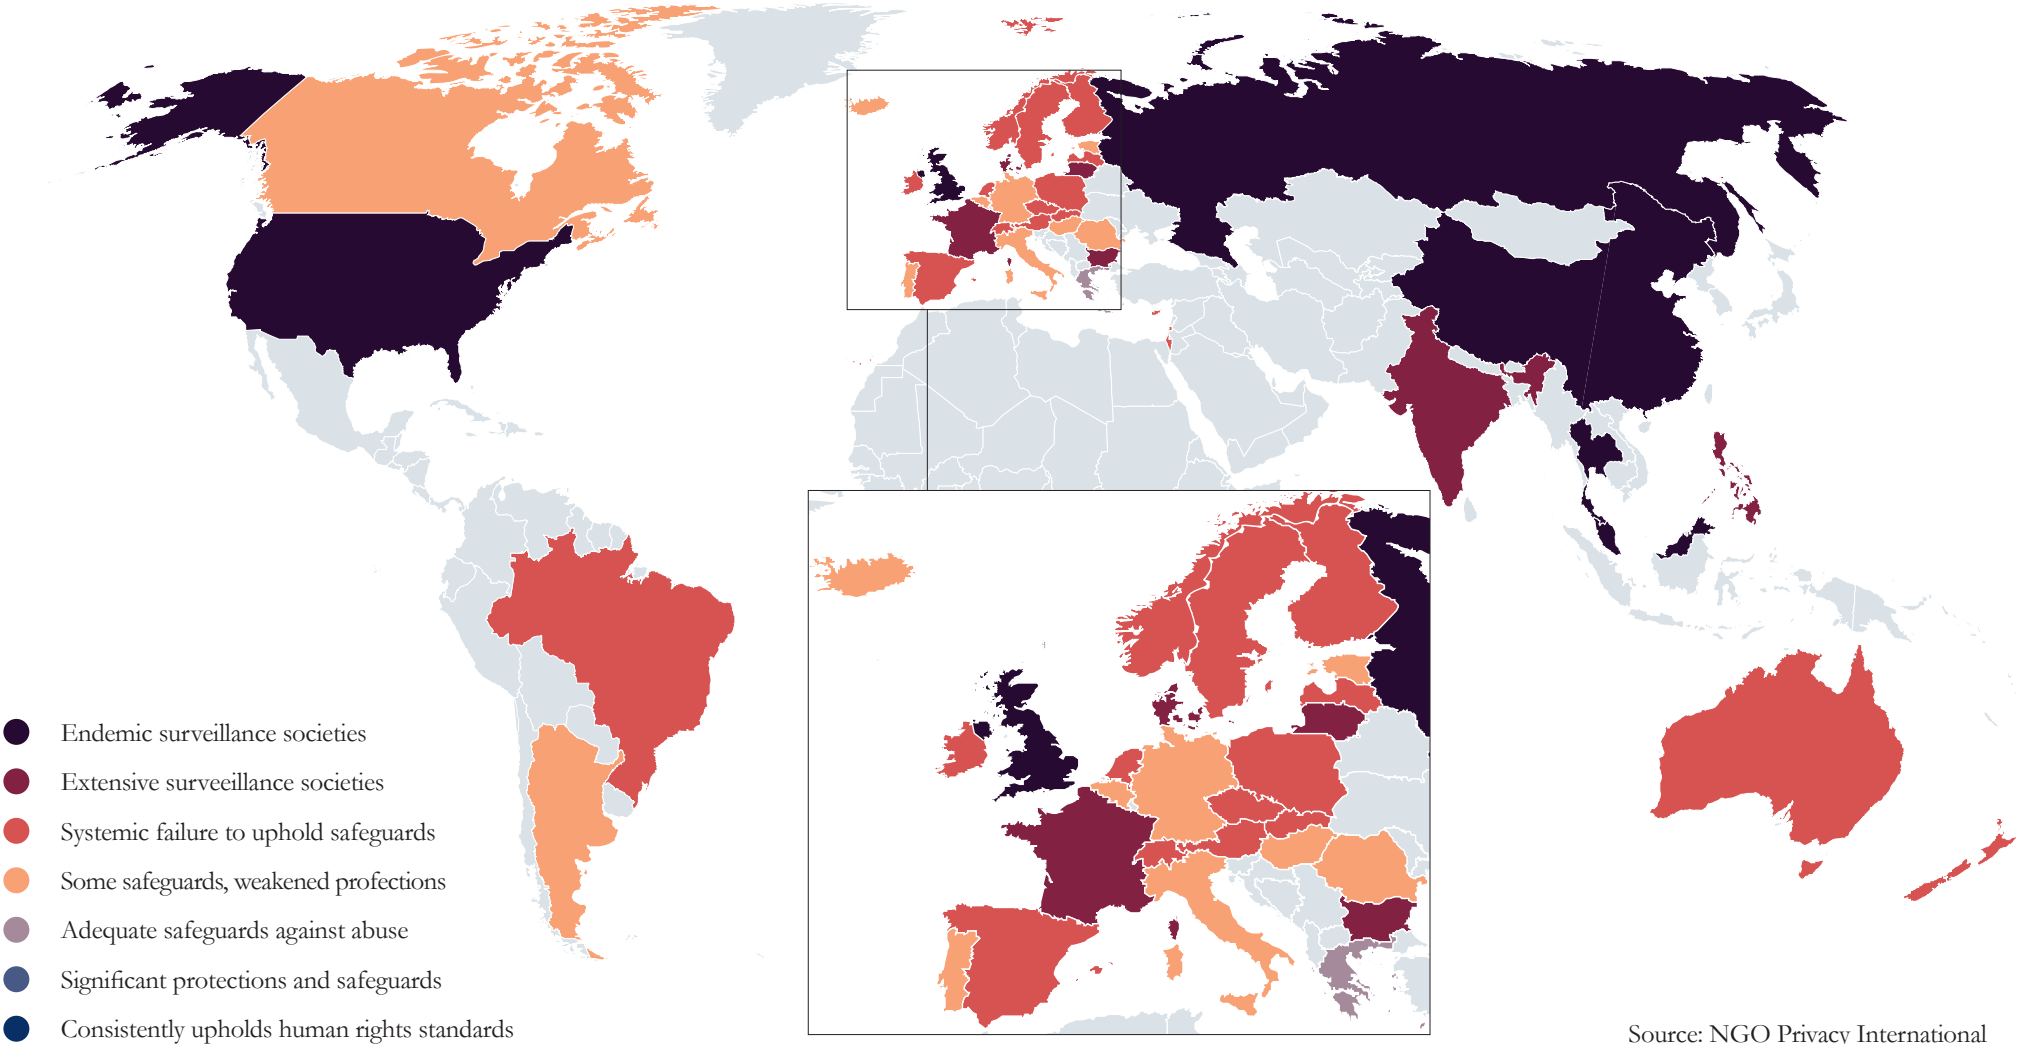 Endemic surveillance societies
Extensive surveeillance societies
Systemic failure to uphold safeguards
Some safeguards, weakened profections
Adequate safeguards against abuse
Significant protections and safeguards
Consistently upholds human rights standards
Source: NGO Privacy International